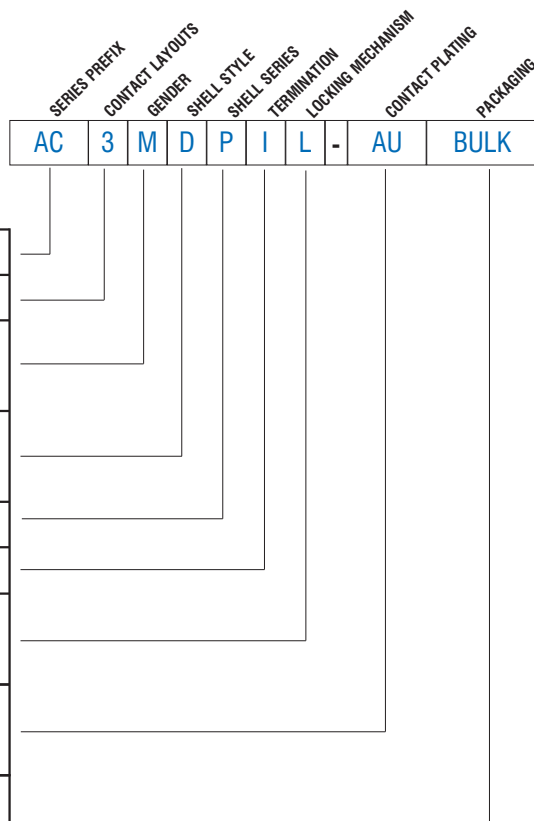 SERIES PREFIX
CONTACT LAYOUTS
GENDER
SHELL STYLE
SHELL SERIES
TERMINATION
LOCKING MECHANISM
CONTACT PLATING
PACKAGING
AC 3 M D P I L - AU BULK